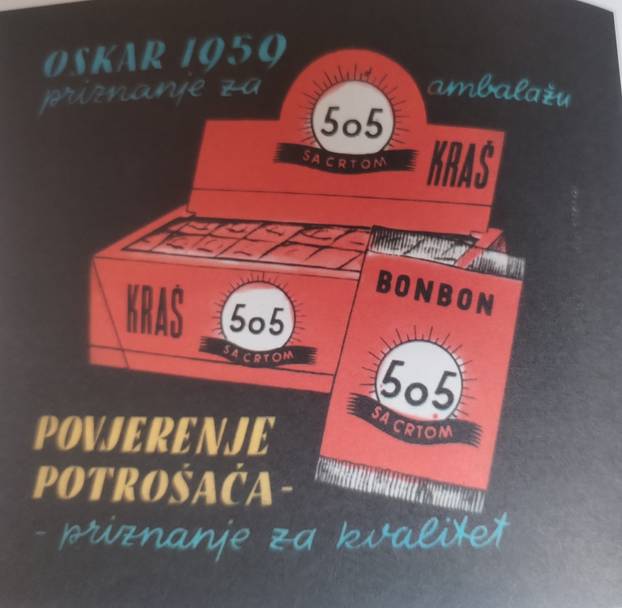 OSKAR 1959
priznanje za ambalažu
5o5
SA CRTOM
KRAŠ
KRAŠ
5o5
SA CRTOM
BONBON
5o5
SA CRTOM
POVJERENJE
POTROŠAČA-
- priznanje za kvalitet